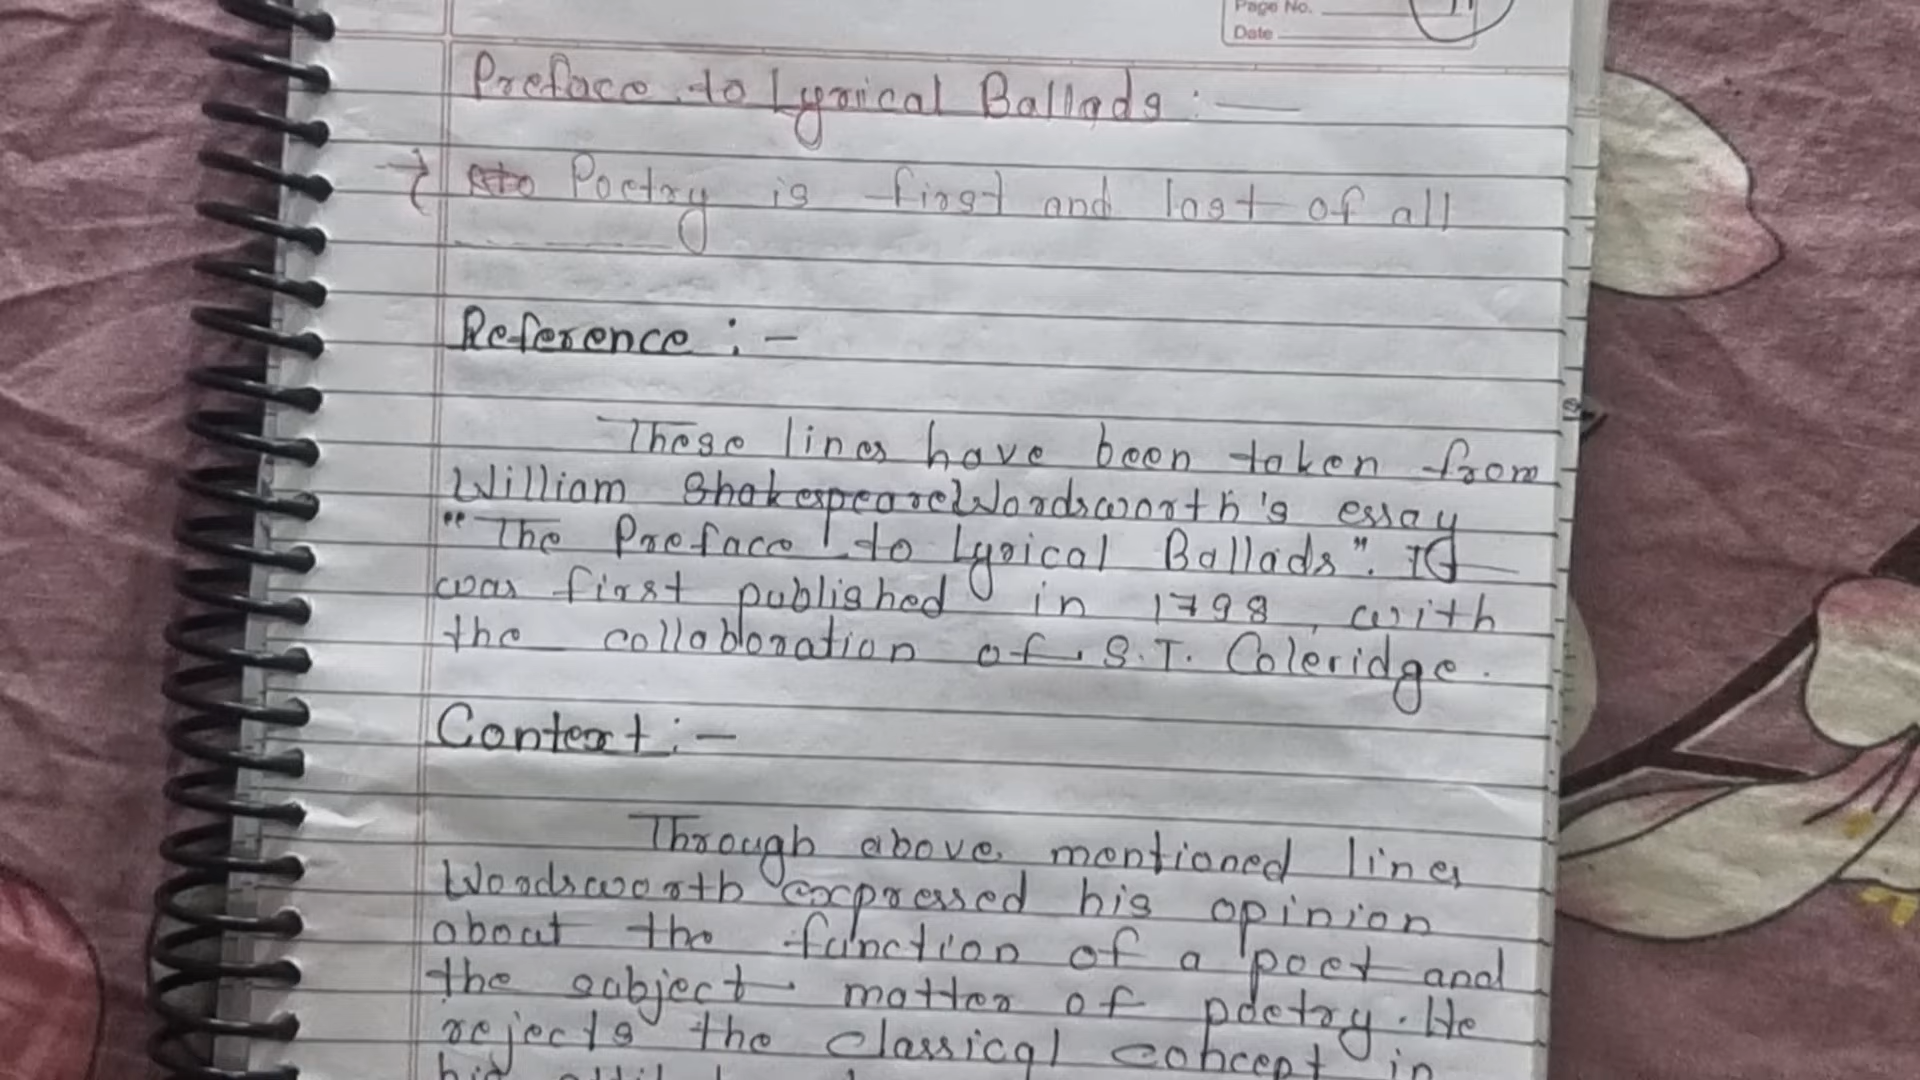 Page No.
Date
Preface to Lyrical Ballads : —
Poetry is first and last of all
Reference : -
These lines have been taken from
William Shakespeare Wordsworth's essay
"The Preface to Lyrical Ballads". It
was first published in 1798, with
the collaboration of S.T. Coleridge.
Context : -
Through above mentioned lines
Wordsworth expressed his opinion
about the function of a poet and
the subject matter of poetry. He
rejects the classical concept in